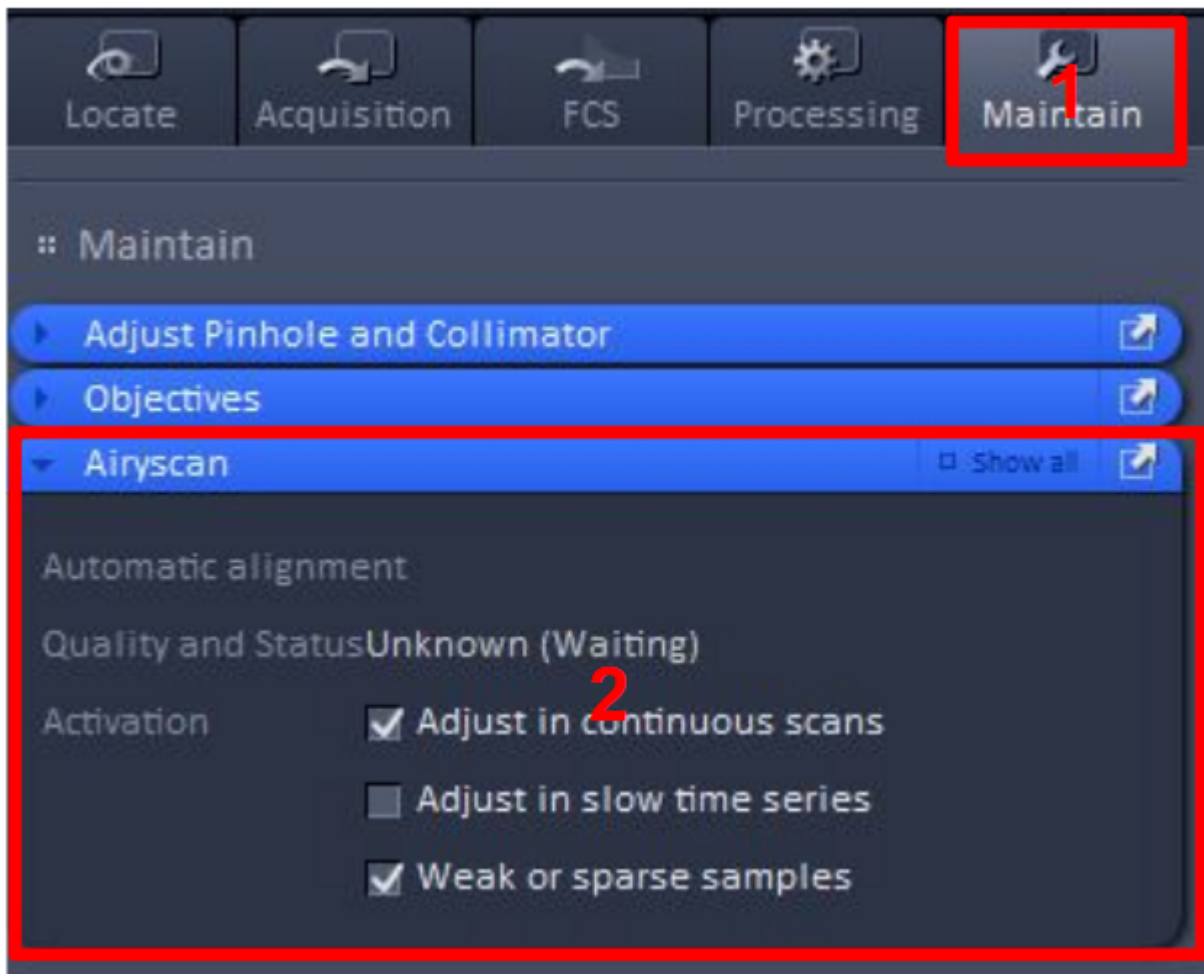 Locate Acquisition FCS Processing Maintain
1
Maintain
Adjust Pinhole and Collimator
Objectives
Airyscan Show all
Automatic alignment
Quality and Status Unknown (Waiting)
2
Activation Adjust in continuous scans
Adjust in slow time series
Weak or sparse samples